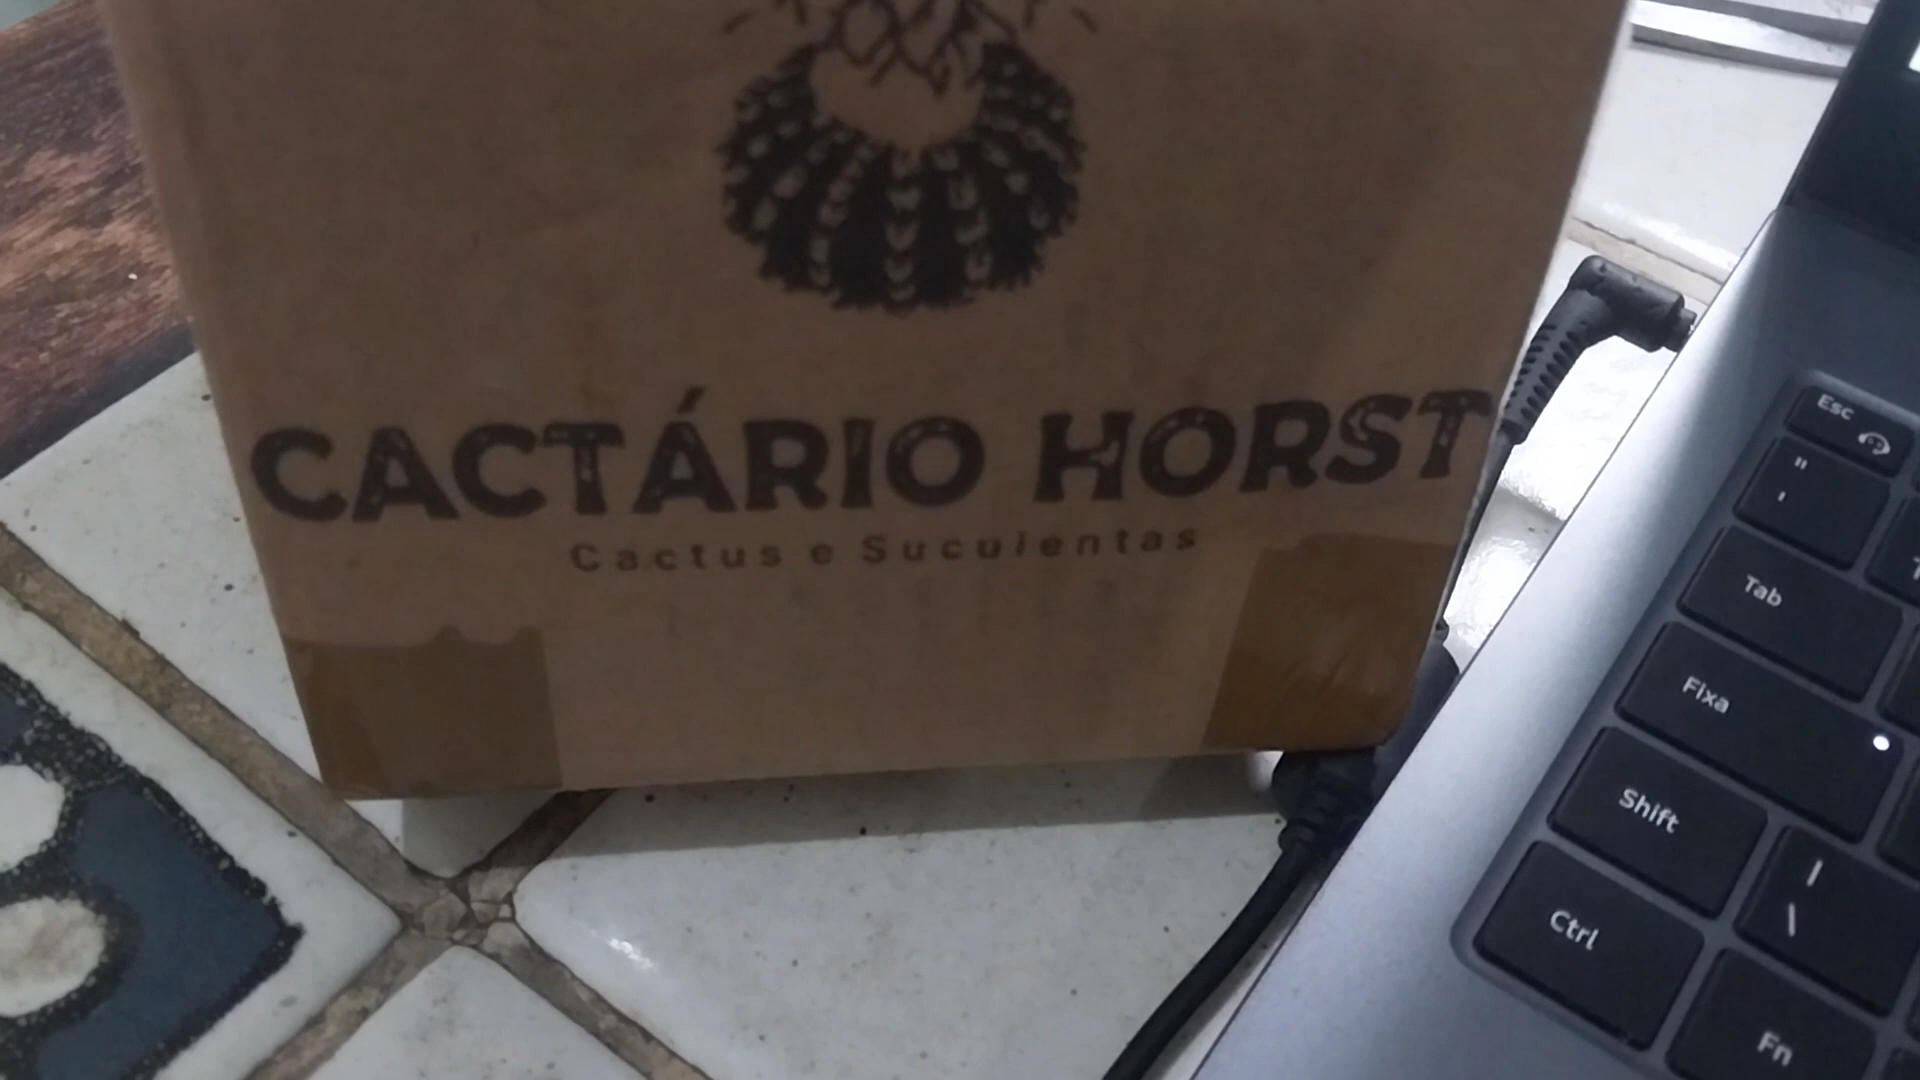 CACTÁRIO HORST
Cactus e Suculentas
Esc
"
'
Tab
Fixa
Shift
|
\
Ctrl
Fn